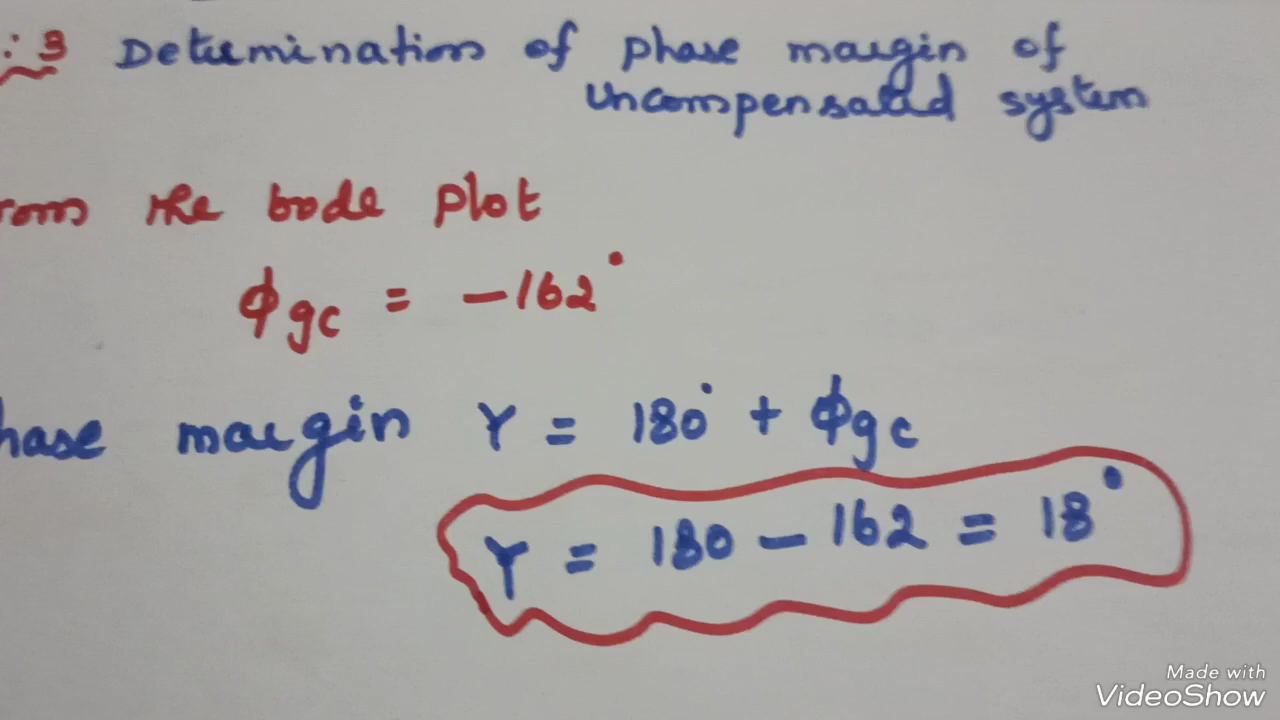 : 3 Determination of phase margin of
uncompensated system
rom the bode plot
ϕgc = -162°
hase margin γ = 180° + ϕgc
γ = 180 - 162 = 18°
Made with
VideoShow